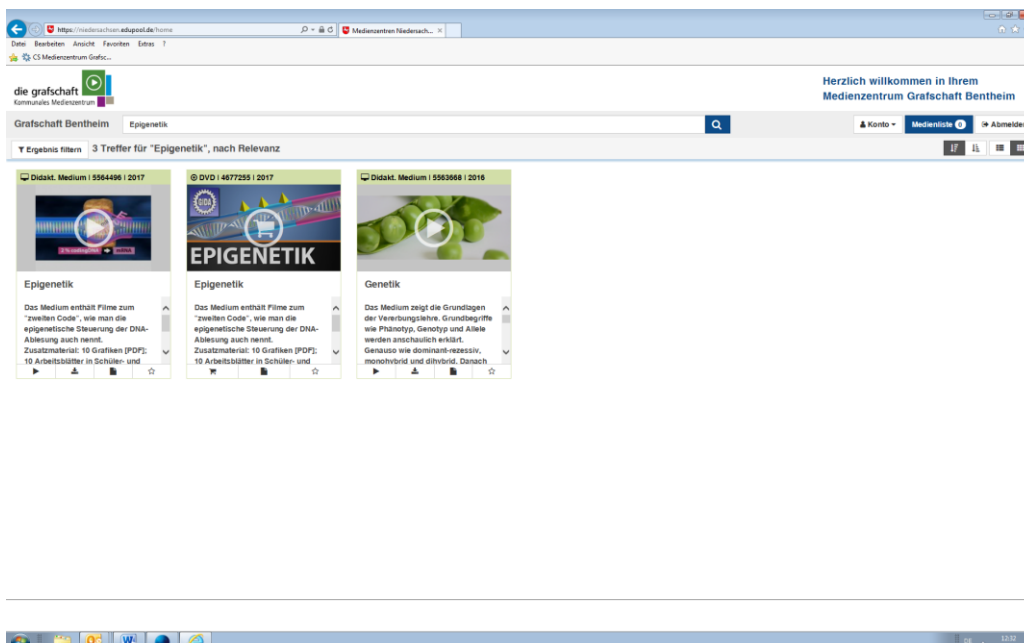 https://niedersachsen.edupool.de/home
Medienzentren Niedersach...
Datei Bearbeiten Ansicht Favoriten Extras ?
CS Medienzentrum Grafsc...
die grafschaft
Kommunales Medienzentrum
Herzlich willkommen in Ihrem
Medienzentrum Grafschaft Bentheim
Grafschaft Bentheim Epigenetik Konto Medienliste 0 Abmelden
Ergebnis filtern 3 Treffer für "Epigenetik", nach Relevanz
Didakt. Medium | 5564496 | 2017
3 % codingDNA mRNA
Epigenetik
Das Medium enthält Filme zum
"zweiten Code", wie man die
epigenetische Steuerung der DNA-
Ablesung auch nennt.
Zusatzmaterial: 10 Grafiken [PDF];
10 Arbeitsblätter in Schüler- und
DVD | 4677255 | 2017
GIDA
EPIGENETIK
Epigenetik
Das Medium enthält Filme zum
"zweiten Code", wie man die
epigenetische Steuerung der DNA-
Ablesung auch nennt.
Zusatzmaterial: 10 Grafiken [PDF];
10 Arbeitsblätter in Schüler- und
Didakt. Medium | 5563668 | 2016
Genetik
Das Medium zeigt die Grundlagen
der Vererbungslehre. Grundbegriffe
wie Phänotyp, Genotyp und Allele
werden anschaulich erklärt.
Genauso wie dominant-rezessiv,
monohybrid und dihybrid. Danach
DE 12:32